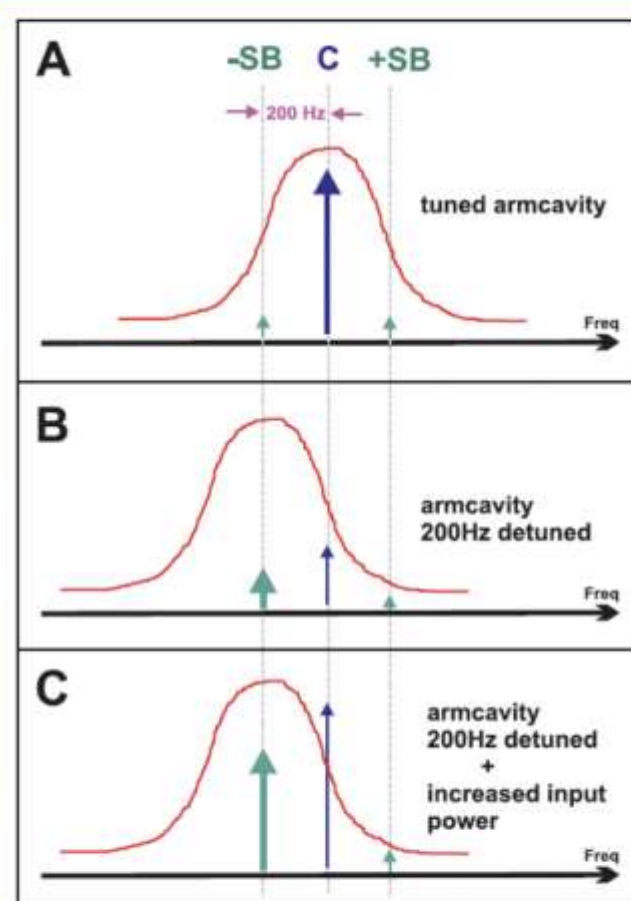 A
-SB C +SB
200 Hz
tuned armcavity
Freq
B
armcavity
200Hz detuned
Freq
C
armcavity
200Hz detuned
+
increased input
power
Freq